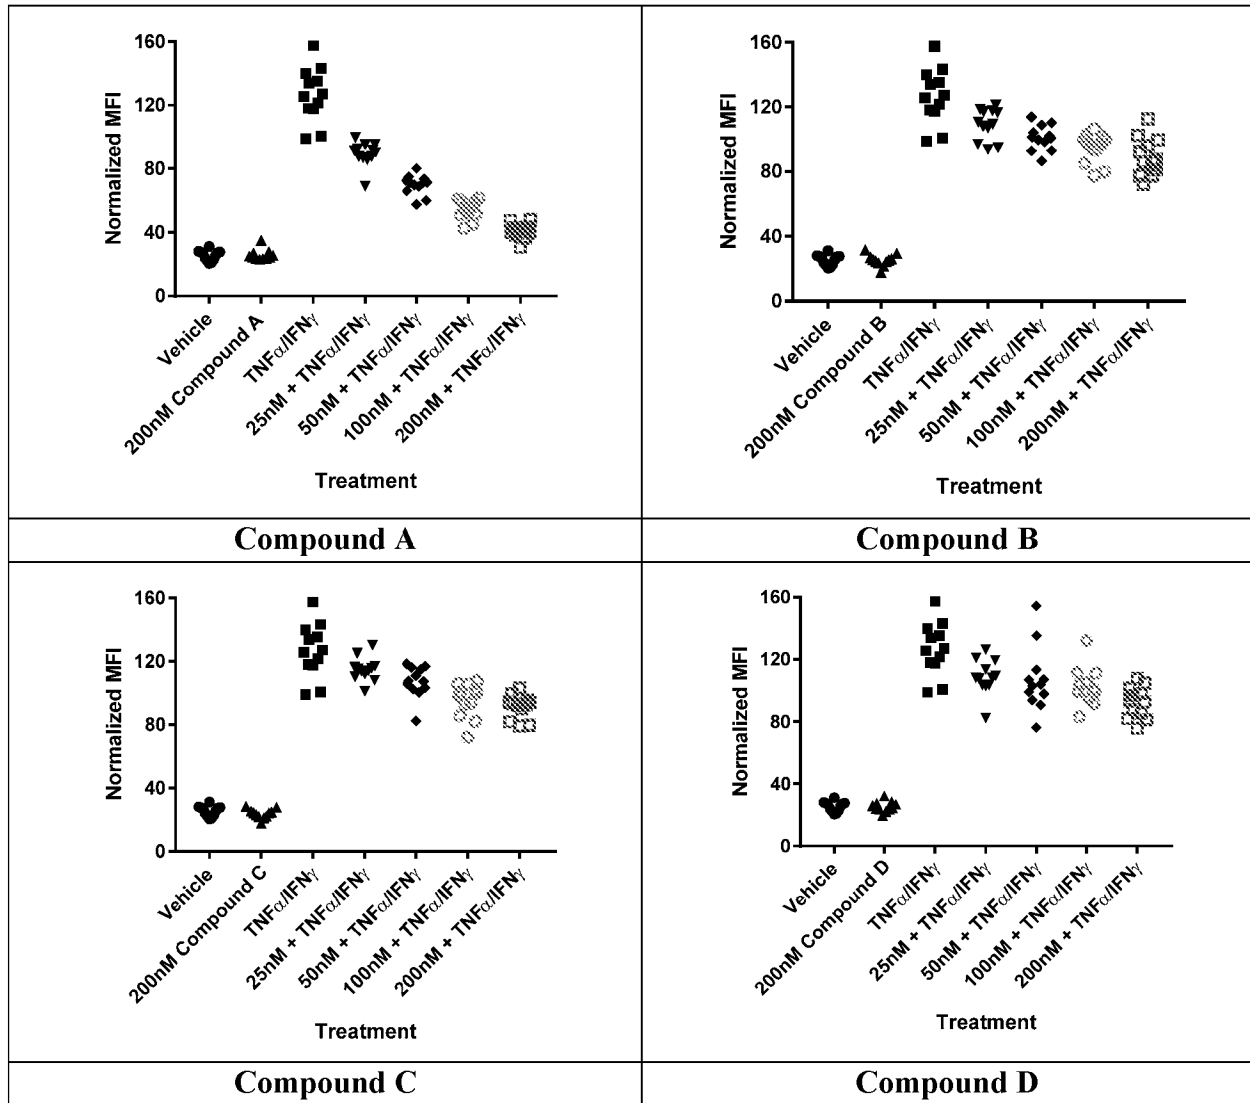 160
120
80
40
0
Normalized MFI
Vehicle
200nM Compound A
TNFα/IFNγ
25nM + TNFα/IFNγ
50nM + TNFα/IFNγ
100nM + TNFα/IFNγ
200nM + TNFα/IFNγ
Treatment
160
120
80
40
0
Normalized MFI
Vehicle
200nM Compound B
TNFα/IFNγ
25nM + TNFα/IFNγ
50nM + TNFα/IFNγ
100nM + TNFα/IFNγ
200nM + TNFα/IFNγ
Treatment
Compound A
Compound B
160
120
80
40
0
Normalized MFI
Vehicle
200nM Compound C
TNFα/IFNγ
25nM + TNFα/IFNγ
50nM + TNFα/IFNγ
100nM + TNFα/IFNγ
200nM + TNFα/IFNγ
Treatment
160
120
80
40
0
Normalized MFI
Vehicle
200nM Compound D
TNFα/IFNγ
25nM + TNFα/IFNγ
50nM + TNFα/IFNγ
100nM + TNFα/IFNγ
200nM + TNFα/IFNγ
Treatment
Compound C
Compound D